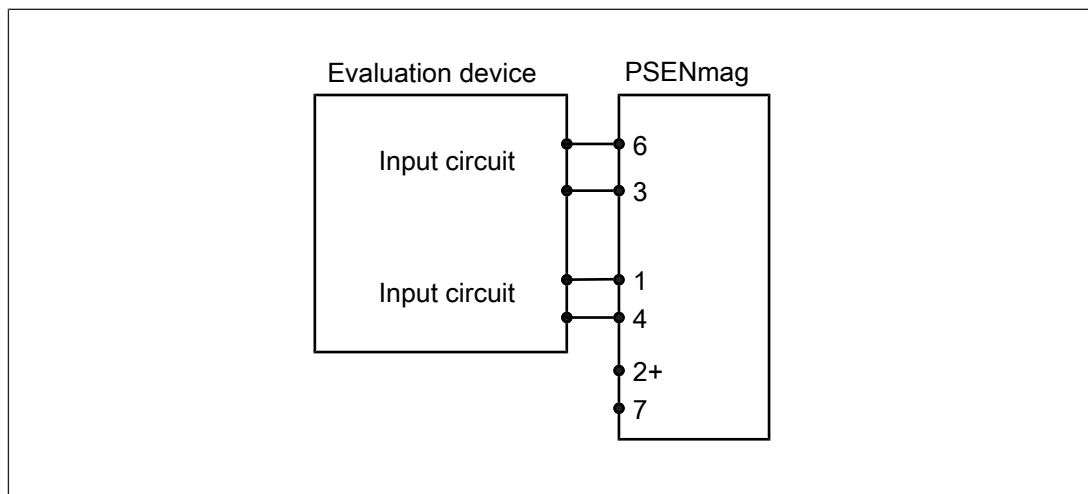 Evaluation device
PSENmag
Input circuit
6
3
Input circuit
1
4
2+
7